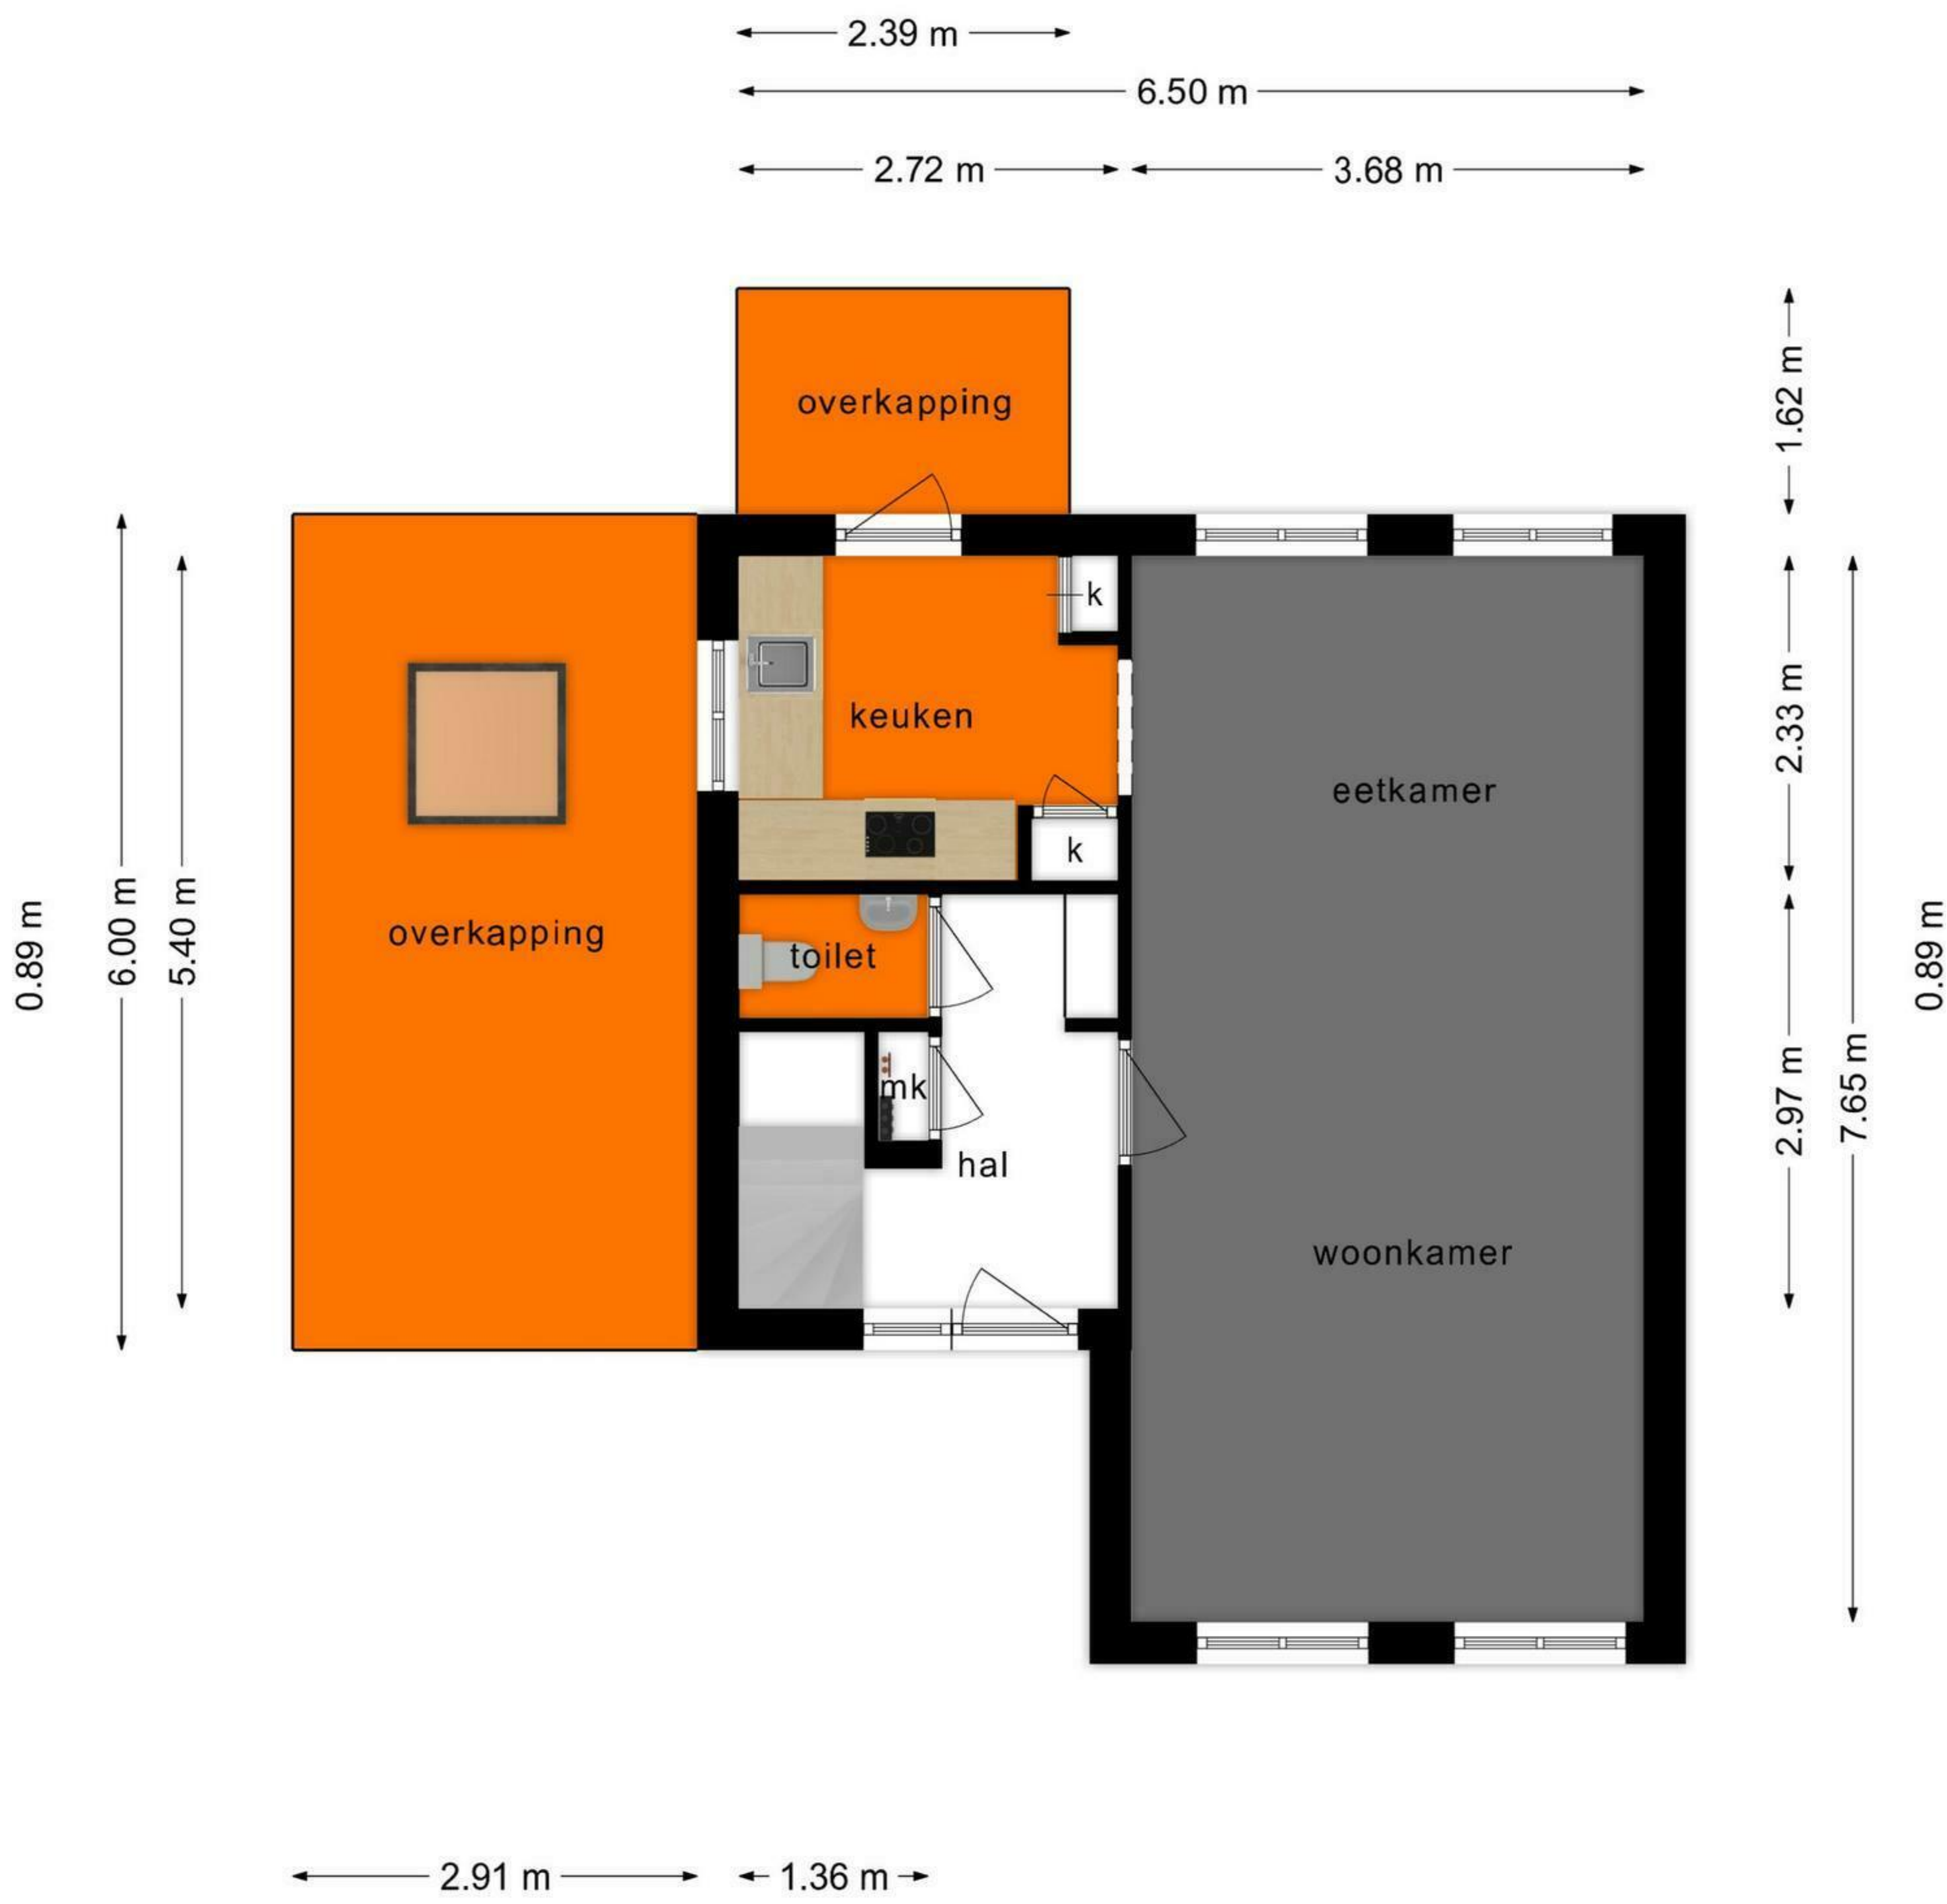 2.39 m
6.50 m
2.72 m
3.68 m
overkapping
1.62 m
k
keuken
2.33 m
eetkamer
k
overkapping
0.89 m
6.00 m
5.40 m
toilet
0.89 m
mk
hal
2.97 m
7.65 m
woonkamer
2.91 m
1.36 m